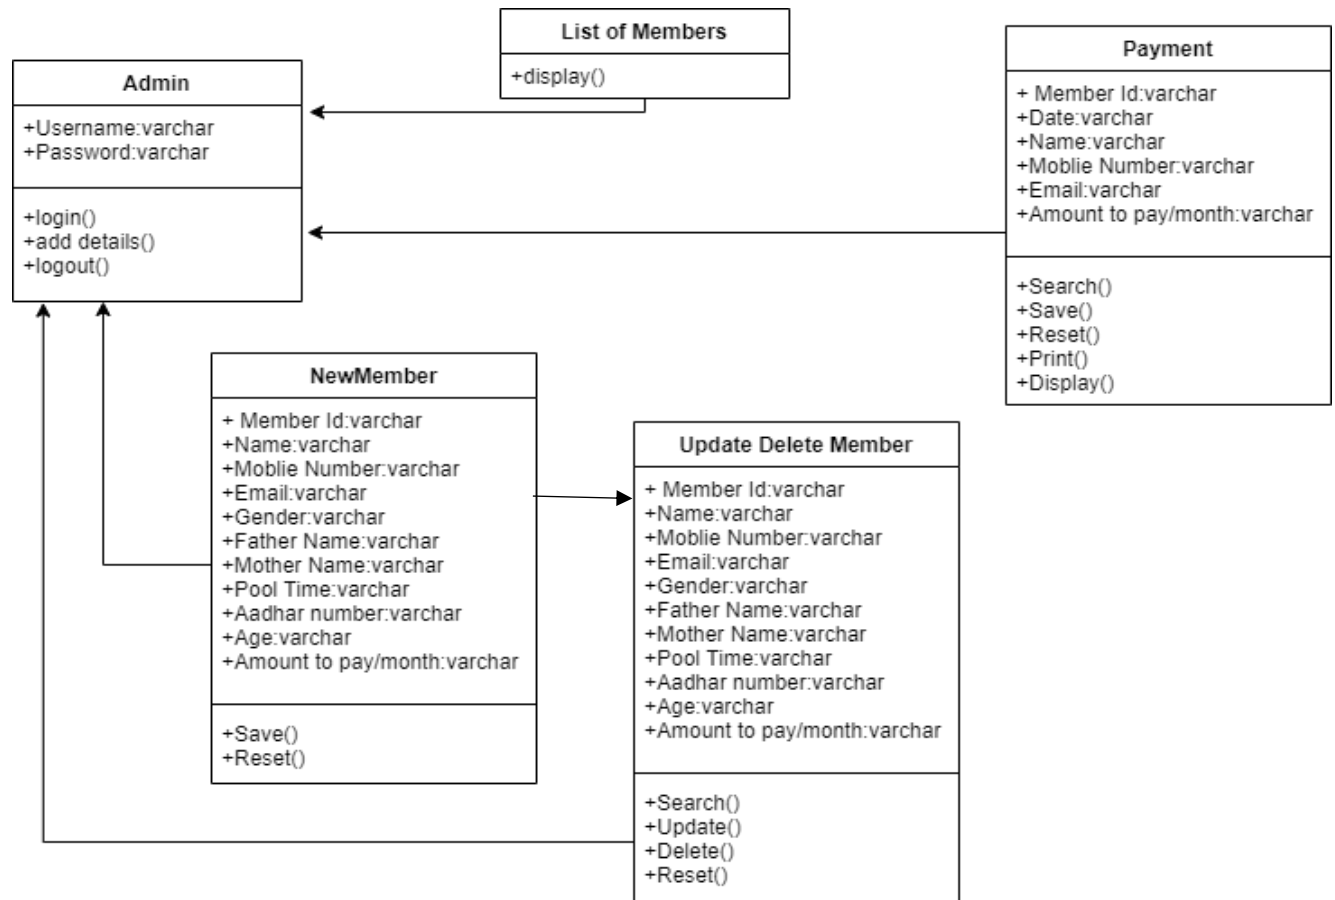 List of Members
+display()
Admin
+Username:varchar
+Password:varchar
+login()
+add details()
+logout()
Payment
+ Member Id:varchar
+Date:varchar
+Name:varchar
+Moblie Number:varchar
+Email:varchar
+Amount to pay/month:varchar
+Search()
+Save()
+Reset()
+Print()
+Display()
NewMember
+ Member Id:varchar
+Name:varchar
+Moblie Number:varchar
+Email:varchar
+Gender:varchar
+Father Name:varchar
+Mother Name:varchar
+Pool Time:varchar
+Aadhar number:varchar
+Age:varchar
+Amount to pay/month:varchar
+Save()
+Reset()
Update Delete Member
+ Member Id:varchar
+Name:varchar
+Moblie Number:varchar
+Email:varchar
+Gender:varchar
+Father Name:varchar
+Mother Name:varchar
+Pool Time:varchar
+Aadhar number:varchar
+Age:varchar
+Amount to pay/month:varchar
+Search()
+Update()
+Delete()
+Reset()